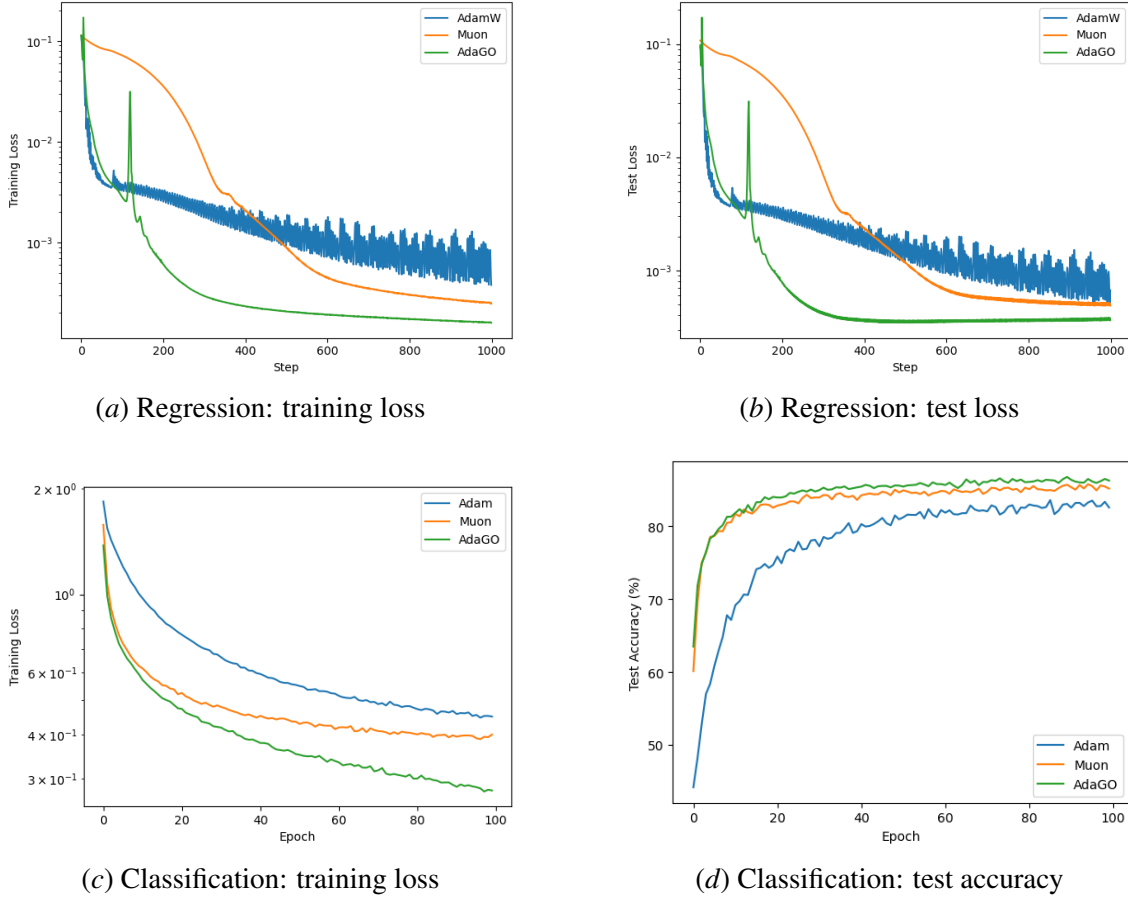 10⁻¹
10⁻²
10⁻³
Training Loss
0 200 400 600 800 1000
Step
AdamW
Muon
AdaGO
(a) Regression: training loss
10⁻¹
10⁻²
10⁻³
Test Loss
0 200 400 600 800 1000
Step
AdamW
Muon
AdaGO
(b) Regression: test loss
2 × 10⁰
10⁰
6 × 10⁻¹
4 × 10⁻¹
3 × 10⁻¹
Training Loss
0 20 40 60 80 100
Epoch
Adam
Muon
AdaGO
(c) Classification: training loss
80
70
60
50
Test Accuracy (%)
0 20 40 60 80 100
Epoch
Adam
Muon
AdaGO
(d) Classification: test accuracy